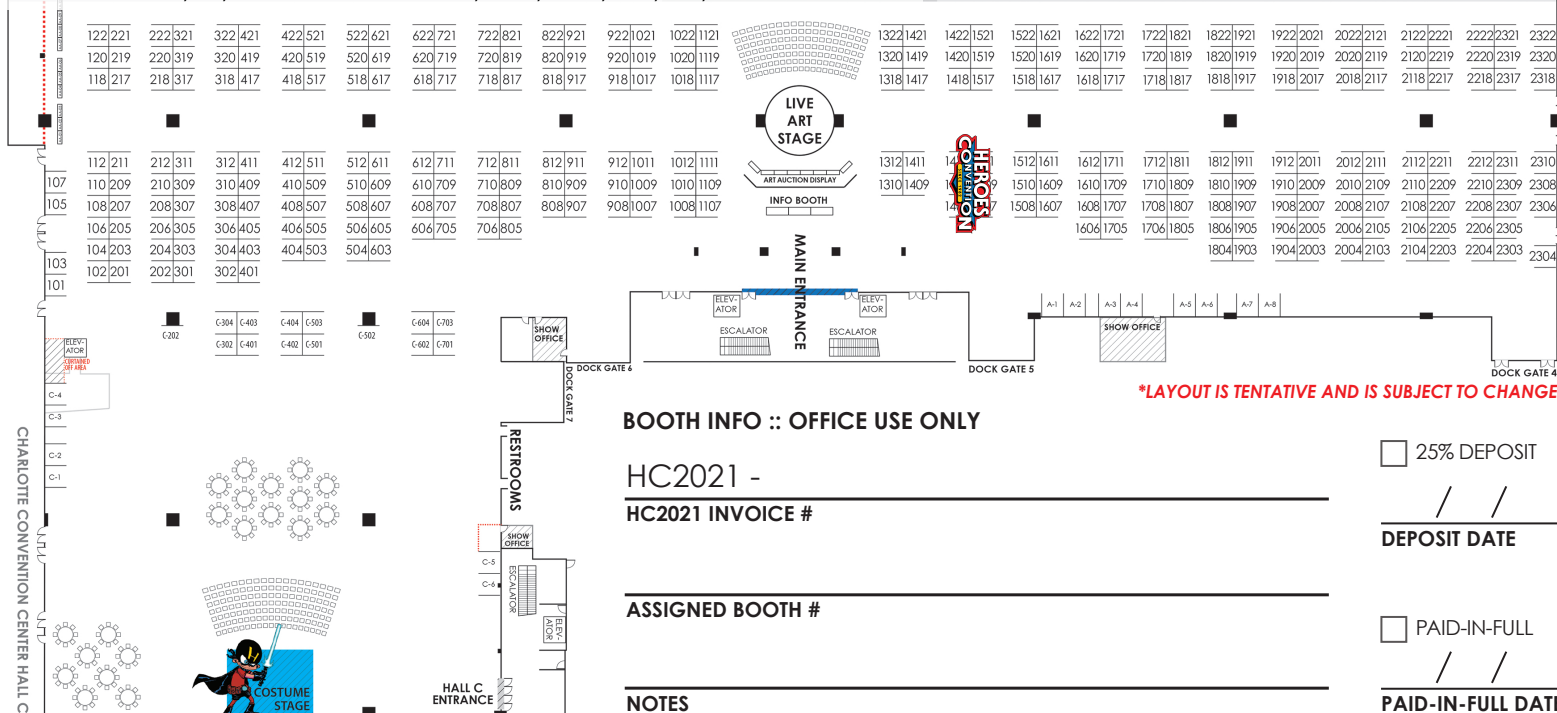 122 221 222 321 322 421 422 521 522 621 622 721 722 821 822 921 922 1021 1022 1121 1322 1421 1422 1521 1522 1621 1622 1721 1722 1821 1822 1921 1922 2021 2022 2121 2122 2221 2222 2321 2322
120 219 220 319 320 419 420 519 520 619 620 719 720 819 820 919 920 1019 1020 1119 1320 1419 1420 1519 1520 1619 1620 1719 1720 1819 1820 1919 1920 2019 2020 2119 2120 2219 2220 2319 2320
118 217 218 317 318 417 418 517 518 617 618 717 718 817 818 917 918 1017 1018 1117 1318 1417 1418 1517 1518 1617 1618 1717 1718 1817 1818 1917 1918 2017 2018 2117 2118 2217 2218 2317 2318
LIVE
ART
STAGE
112 211 212 311 312 411 412 511 512 611 612 711 712 811 812 911 912 1011 1012 1111 1312 1411 1512 1611 1612 1711 1712 1811 1812 1911 1912 2011 2012 2111 2112 2211 2212 2311 2310
107 110 209 210 309 310 409 410 509 510 609 610 709 710 809 810 909 910 1009 1010 1109 1310 1409 1510 1609 1610 1709 1710 1809 1810 1909 1910 2009 2010 2109 2110 2209 2210 2309 2308
ART AUCTION DISPLAY
HEROES
CONVENTION
105 108 207 208 307 308 407 408 507 508 607 608 707 708 807 808 907 908 1007 1008 1107 1508 1607 1608 1707 1708 1807 1808 1907 1908 2007 2008 2107 2108 2207 2208 2307 2306
INFO BOOTH
106 205 206 305 306 405 406 505 506 605 606 705 706 805 1606 1705 1706 1805 1806 1905 1906 2005 2006 2105 2106 2205 2206 2305
104 203 204 303 304 403 404 503 504 603 1804 1903 1904 2003 2004 2103 2104 2203 2204 2303 2304
103 102 201 202 301 302 401
101
MAIN ENTRANCE
ELEV-
ATOR
ELEV-
ATOR
ESCALATOR
ESCALATOR
A-1 A-2 A-3 A-4 A-5 A-6 A-7 A-8
C-202
C-304 C-403 C-404 C-503 C-502 C-604 C-703
C-302 C-401 C-402 C-501 C-602 C-701
SHOW
OFFICE
SHOW OFFICE
ELEV-
ATOR
CURTAINED
OFF AREA
DOCK GATE 7
DOCK GATE 6
DOCK GATE 5
DOCK GATE 4
*LAYOUT IS TENTATIVE AND IS SUBJECT TO CHANGE
C-4
C-3
C-2
C-1
CHARLOTTE CONVENTION CENTER HALL C
RESTROOMS
SHOW
OFFICE
C-5
C-6
ESCALATOR
ELEV-
ATOR
COSTUME
STAGE
HALL C
ENTRANCE
BOOTH INFO :: OFFICE USE ONLY
HC2021 -
HC2021 INVOICE #
ASSIGNED BOOTH #
NOTES
25% DEPOSIT
/ /
DEPOSIT DATE
PAID-IN-FULL
/ /
PAID-IN-FULL DATE